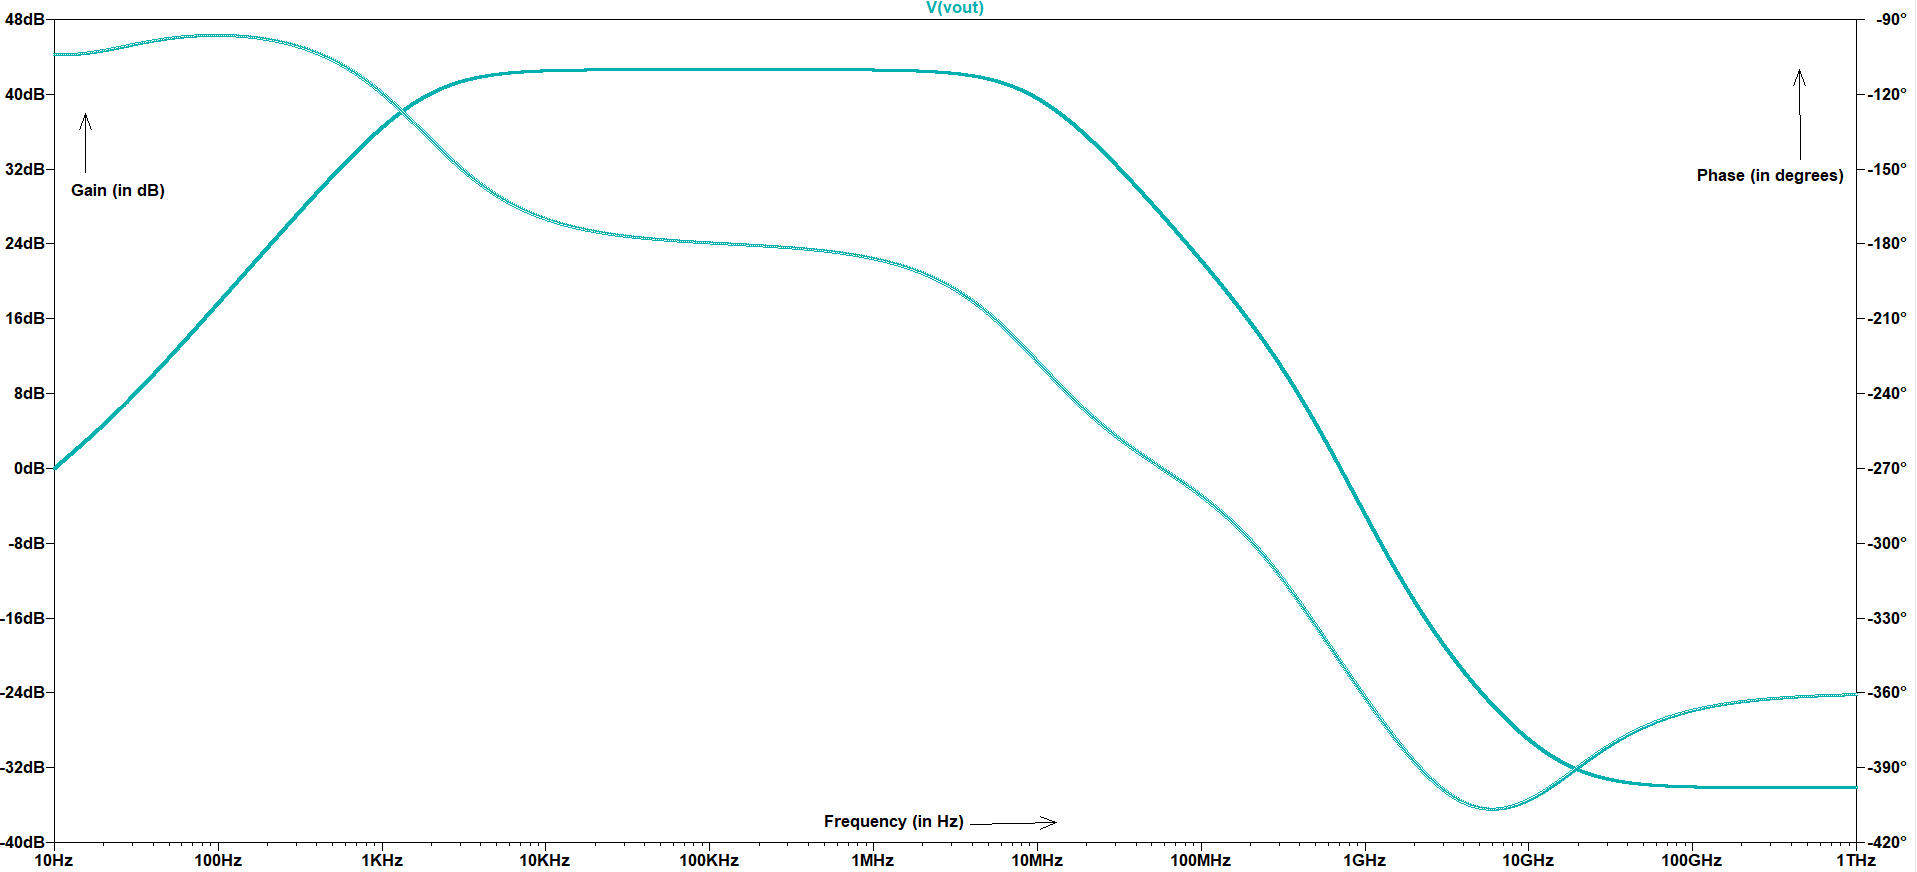 V(vout)
48dB
40dB
32dB
24dB
16dB
8dB
0dB
-8dB
-16dB
-24dB
-32dB
-40dB
Gain (in dB)
-90°
-120°
-150°
-180°
-210°
-240°
-270°
-300°
-330°
-360°
-390°
-420°
Phase (in degrees)
Frequency (in Hz)
10Hz 100Hz 1KHz 10KHz 100KHz 1MHz 10MHz 100MHz 1GHz 10GHz 100GHz 1THz